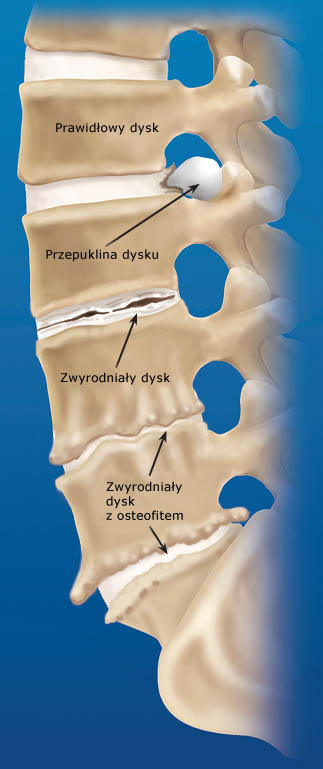 Prawidłowy dysk
Przepuklina dysku
Zwyrodniały dysk
Zwyrodniały
dysk
z osteofitem